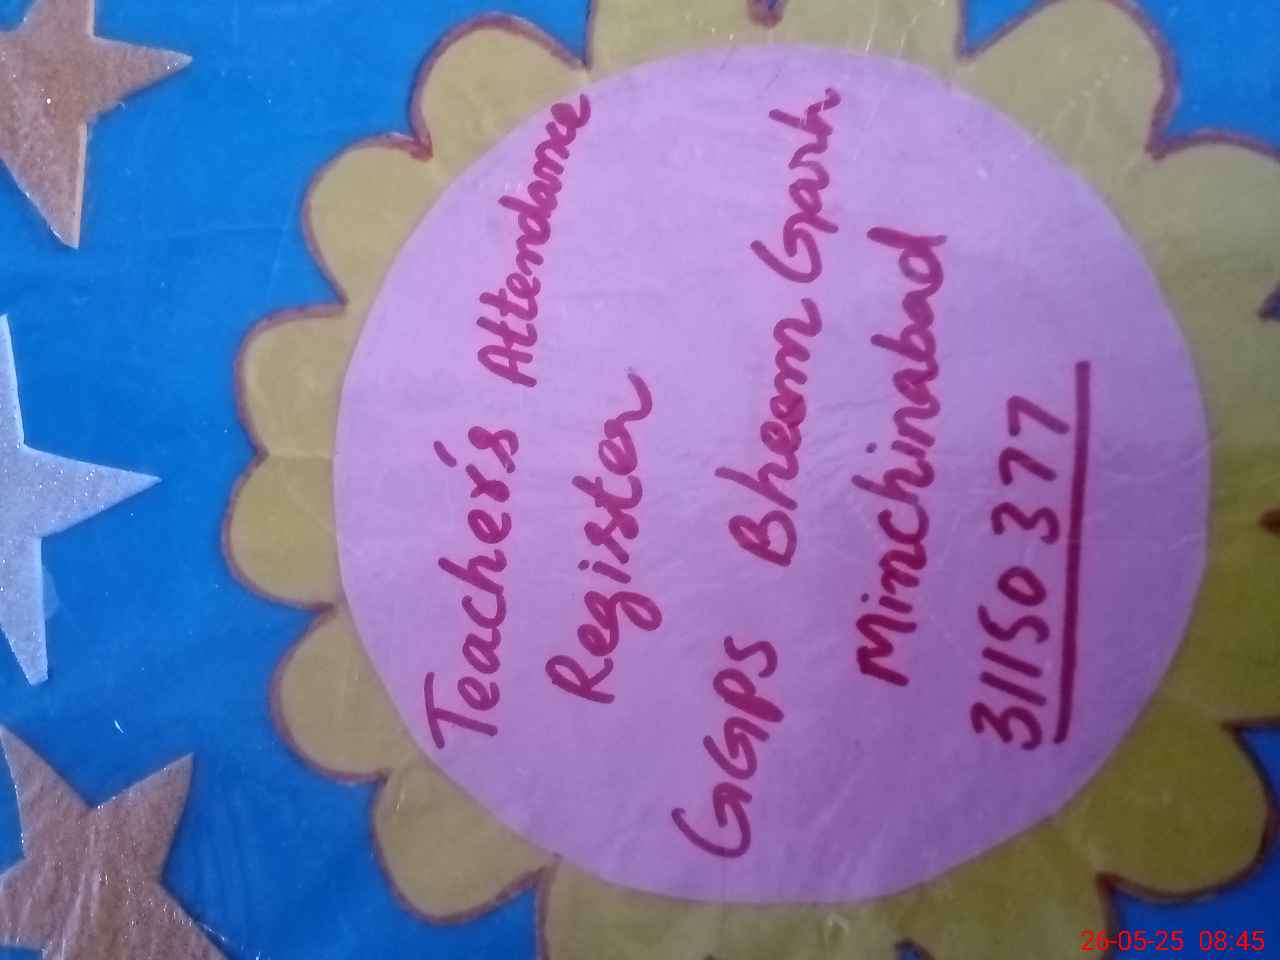 Teacher's Attendance
Register
GGPS Bheem Garh
Minchinabad
31150377
26-05-25 08:45